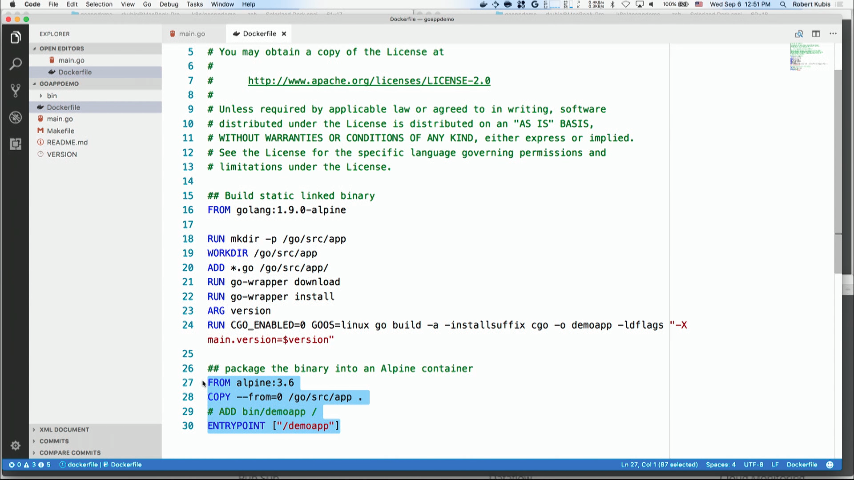 Code File Edit Selection View Go Debug Tasks Window Help
100% Wed Sep 6 12:51 PM Robert Kubis
Dockerfile — goappdemo
EXPLORER
main.go
Dockerfile ×
OPEN EDITORS
main.go
Dockerfile
GOAPPDEMO
bin
Dockerfile
main.go
Makefile
README.md
VERSION
5 # You may obtain a copy of the License at
6 #
7 # http://www.apache.org/licenses/LICENSE-2.0
8 #
9 # Unless required by applicable law or agreed to in writing, software
10 # distributed under the License is distributed on an "AS IS" BASIS,
11 # WITHOUT WARRANTIES OR CONDITIONS OF ANY KIND, either express or implied.
12 # See the License for the specific language governing permissions and
13 # limitations under the License.
14
15 ## Build static linked binary
16 FROM golang:1.9.0-alpine
17
18 RUN mkdir -p /go/src/app
19 WORKDIR /go/src/app
20 ADD *.go /go/src/app/
21 RUN go-wrapper download
22 RUN go-wrapper install
23 ARG version
24 RUN CGO_ENABLED=0 GOOS=linux go build -a -installsuffix cgo -o demoapp -ldflags "-X
main.version=$version"
25
26 ## package the binary into an Alpine container
27 FROM alpine:3.6
28 COPY --from=0 /go/src/app .
29 # ADD bin/demoapp /
30 ENTRYPOINT ["/demoapp"]
XML DOCUMENT
COMMITS
COMPARE COMMITS
0 3 5 dockerfile | Dockerfile Ln 27, Col 1 (87 selected) Spaces: 4 UTF-8 LF Dockerfile